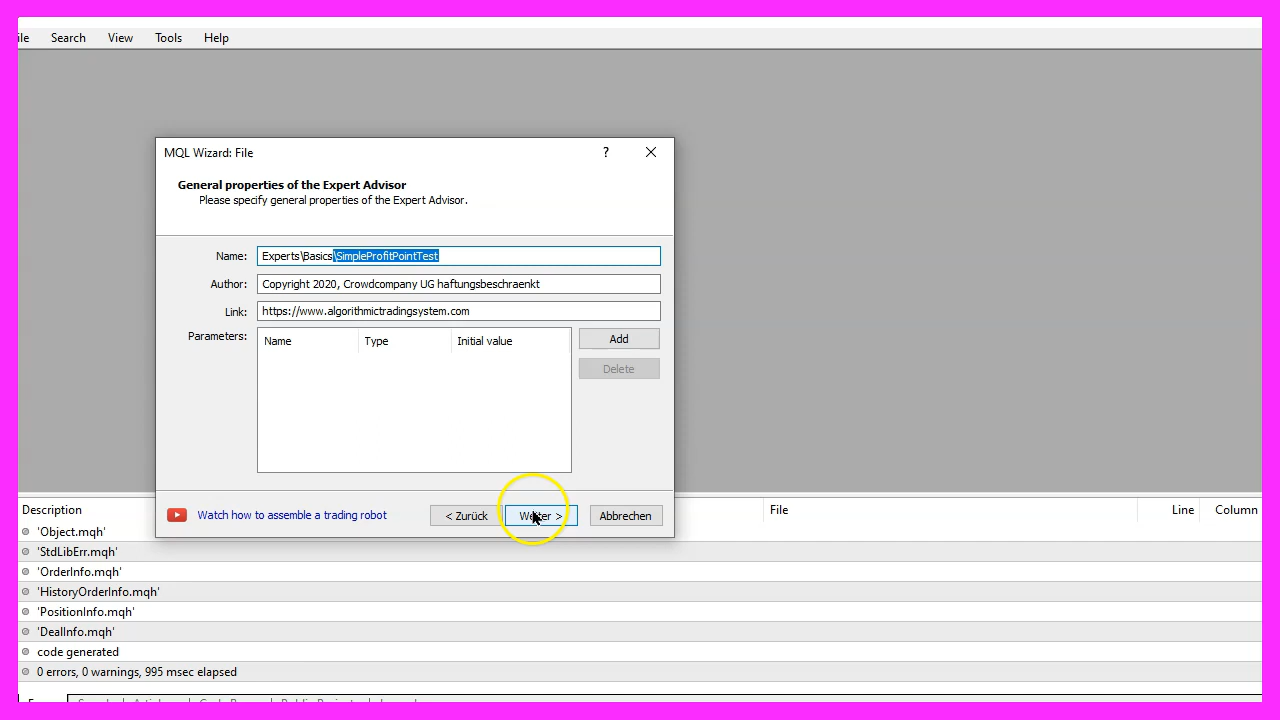 ile Search View Tools Help
MQL Wizard: File ?
General properties of the Expert Advisor
Please specify general properties of the Expert Advisor.
Name: Experts\Basics\SimpleProfitPointTest
Author: Copyright 2020, Crowdcompany UG haftungsbeschraenkt
Link: https://www.algorithmictradingsystem.com
Parameters: Name Type Initial value Add
Delete
Watch how to assemble a trading robot < Zurück Weiter > Abbrechen
Description File Line Column
'Object.mqh'
'StdLibErr.mqh'
'OrderInfo.mqh'
'HistoryOrderInfo.mqh'
'PositionInfo.mqh'
'DealInfo.mqh'
code generated
0 errors, 0 warnings, 995 msec elapsed